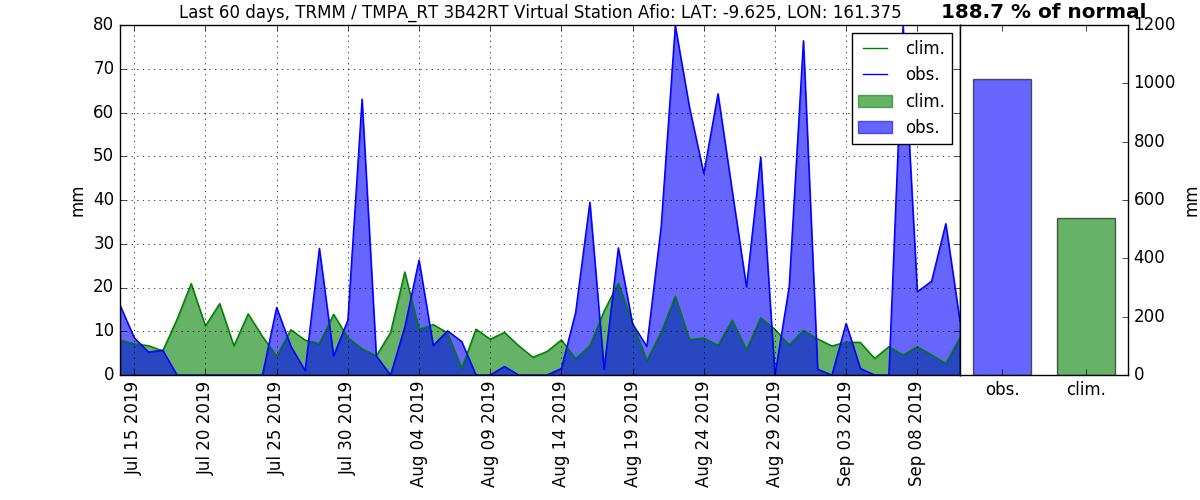 Last 60 days, TRMM / TMPA_RT 3B42RT Virtual Station Afio: LAT: -9.625, LON: 161.375
188.7 % of normal
80
70
60
50
40
30
20
10
0
mm
clim.
obs.
clim.
obs.
1200
1000
800
600
400
200
0
mm
Jul 15 2019
Jul 20 2019
Jul 25 2019
Jul 30 2019
Aug 04 2019
Aug 09 2019
Aug 14 2019
Aug 19 2019
Aug 24 2019
Aug 29 2019
Sep 03 2019
Sep 08 2019
obs.
clim.